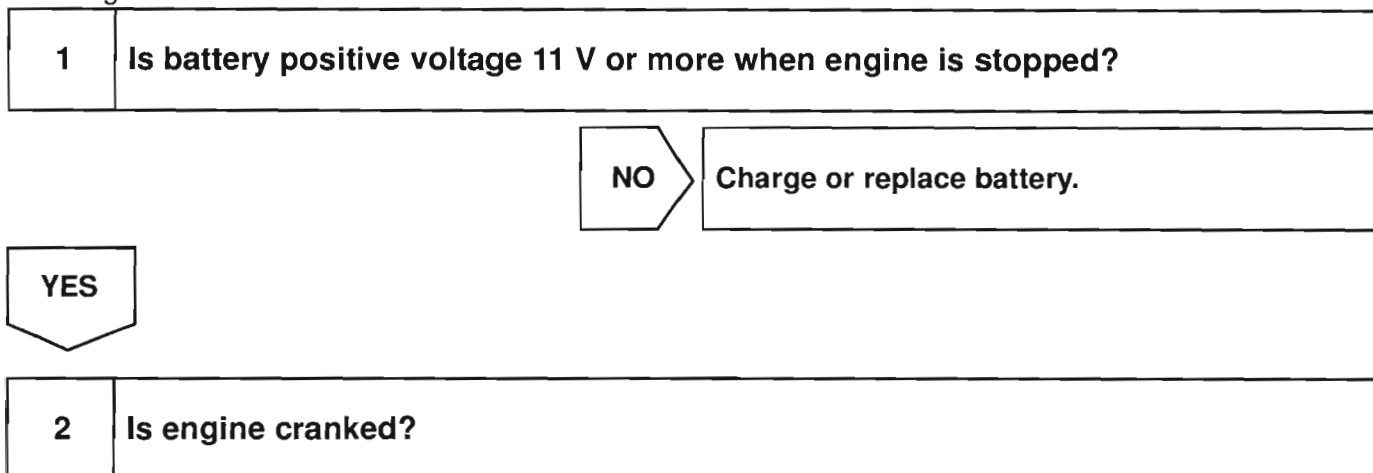 1 Is battery positive voltage 11 V or more when engine is stopped?
NO Charge or replace battery.
YES
2 Is engine cranked?